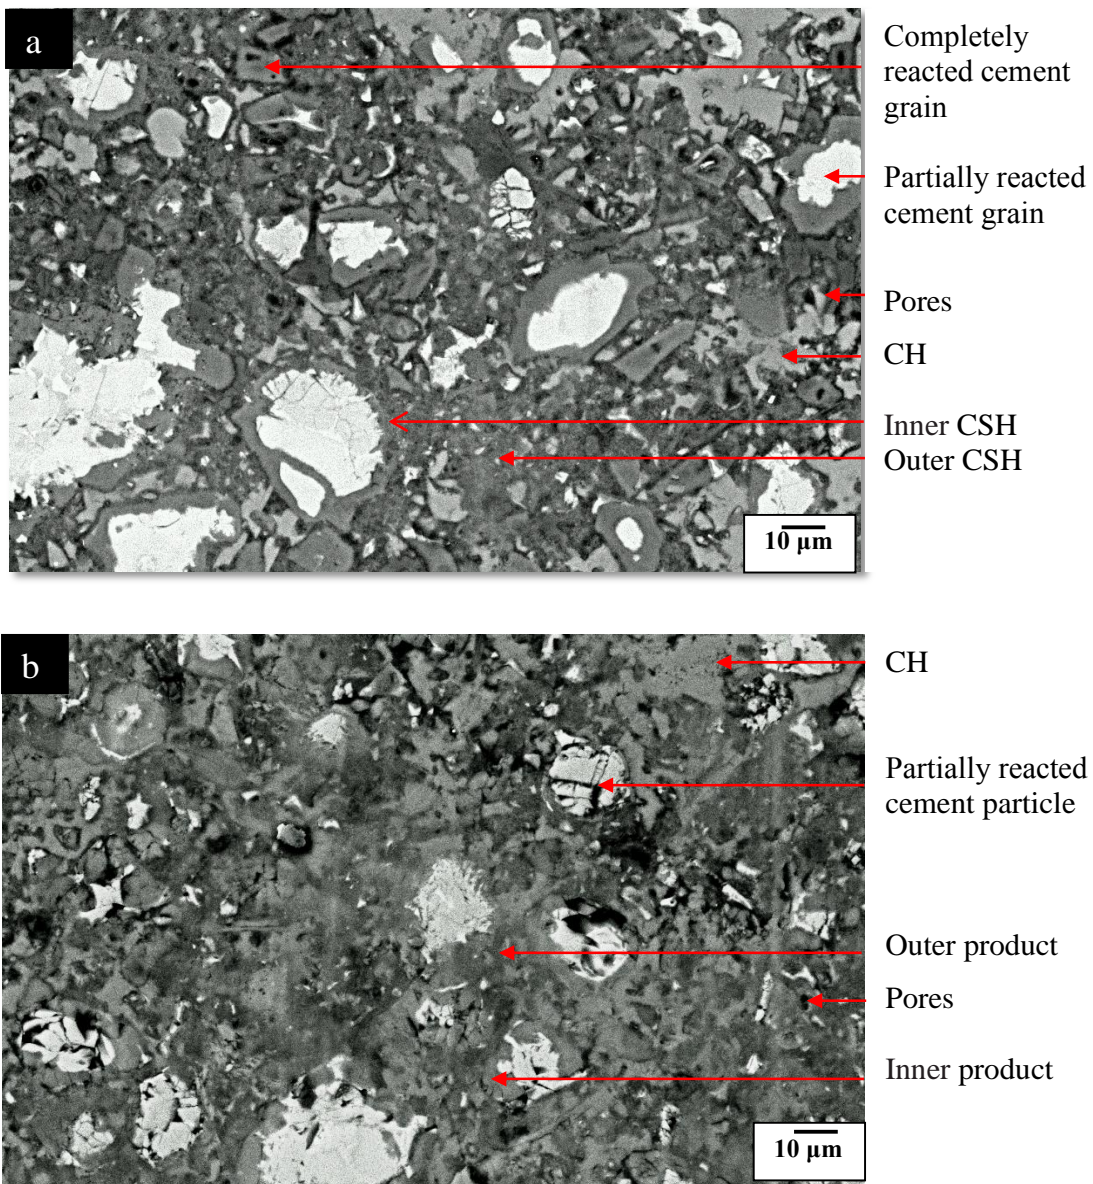 a
Completely
reacted cement
grain
Partially reacted
cement grain
Pores
CH
Inner CSH
Outer CSH
10 µm
b
CH
Partially reacted
cement particle
Outer product
Pores
Inner product
10 µm